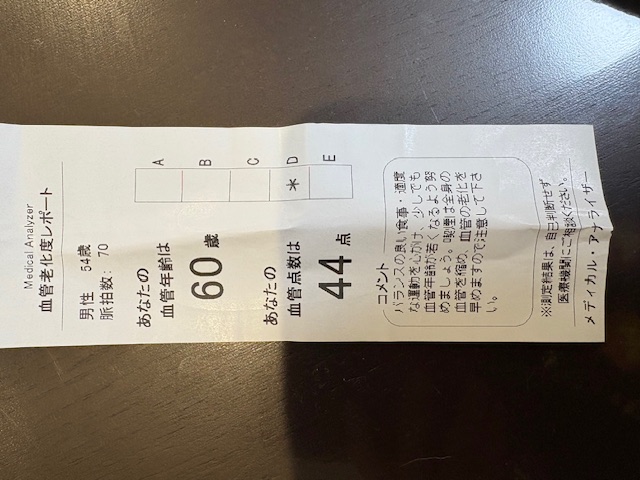 Medical Analyzer
血管老化度レポート
男性 54歳
脈拍数: 70
あなたの
血管年齢は
60歳
A
B
C
* D
E
あなたの
血管点数は
44点
コメント
バランスの良い食事・適度
な運動を心がけ、少しでも
血管年齢が若くなるよう努
めましょう。喫煙は全身の
血管を縮め、血管の老化を
早めますので注意して下さ
い。
※測定結果は、自己判断せず
医療機関にご相談ください。
メディカル・アナライザー